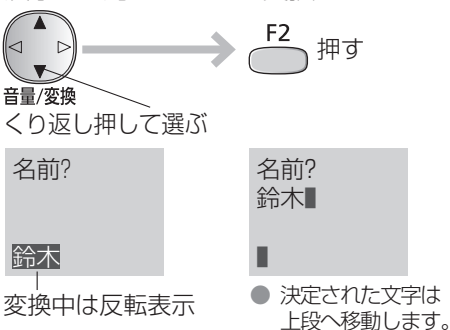 F2
押す
音量/変換
くり返し押して選ぶ
名前?
鈴木
変換中は反転表示
名前?
鈴木
● 決定された文字は
上段へ移動します。